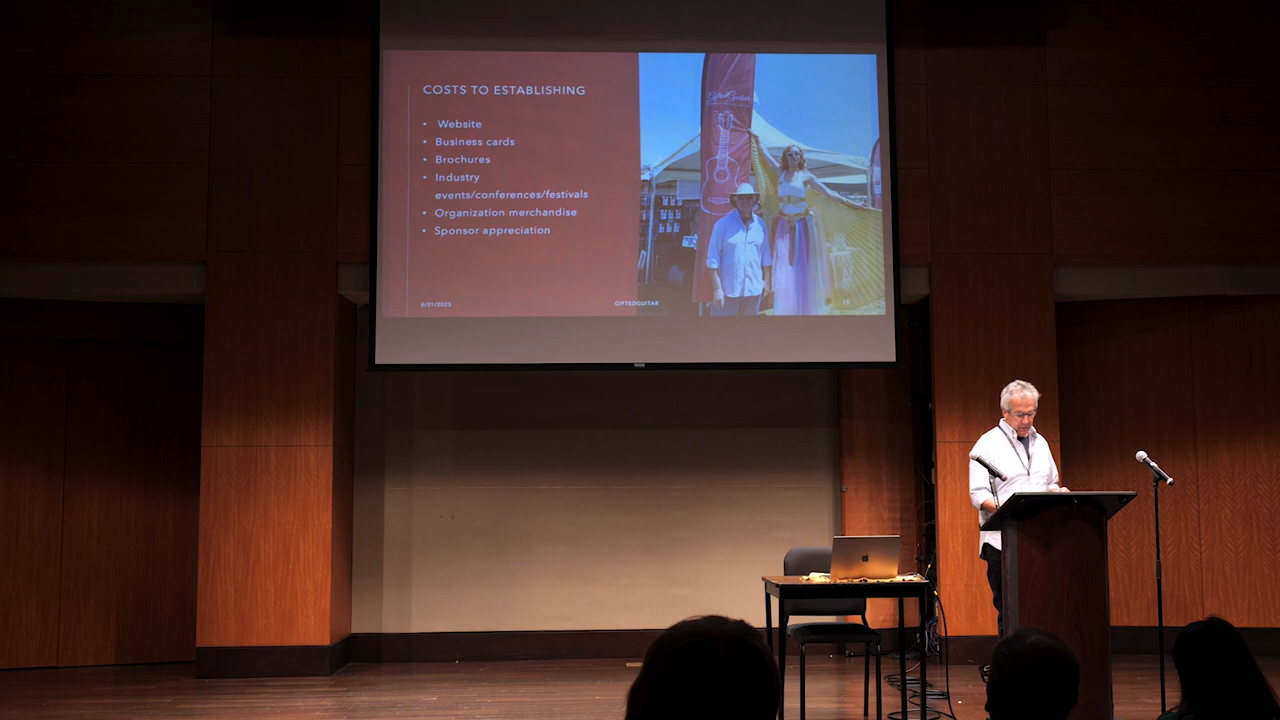 COSTS TO ESTABLISHING
• Website
• Business cards
• Brochures
• Industry
events/conferences/festivals
• Organization merchandise
• Sponsor appreciation
6/21/2023
GIFTEDGUITAR